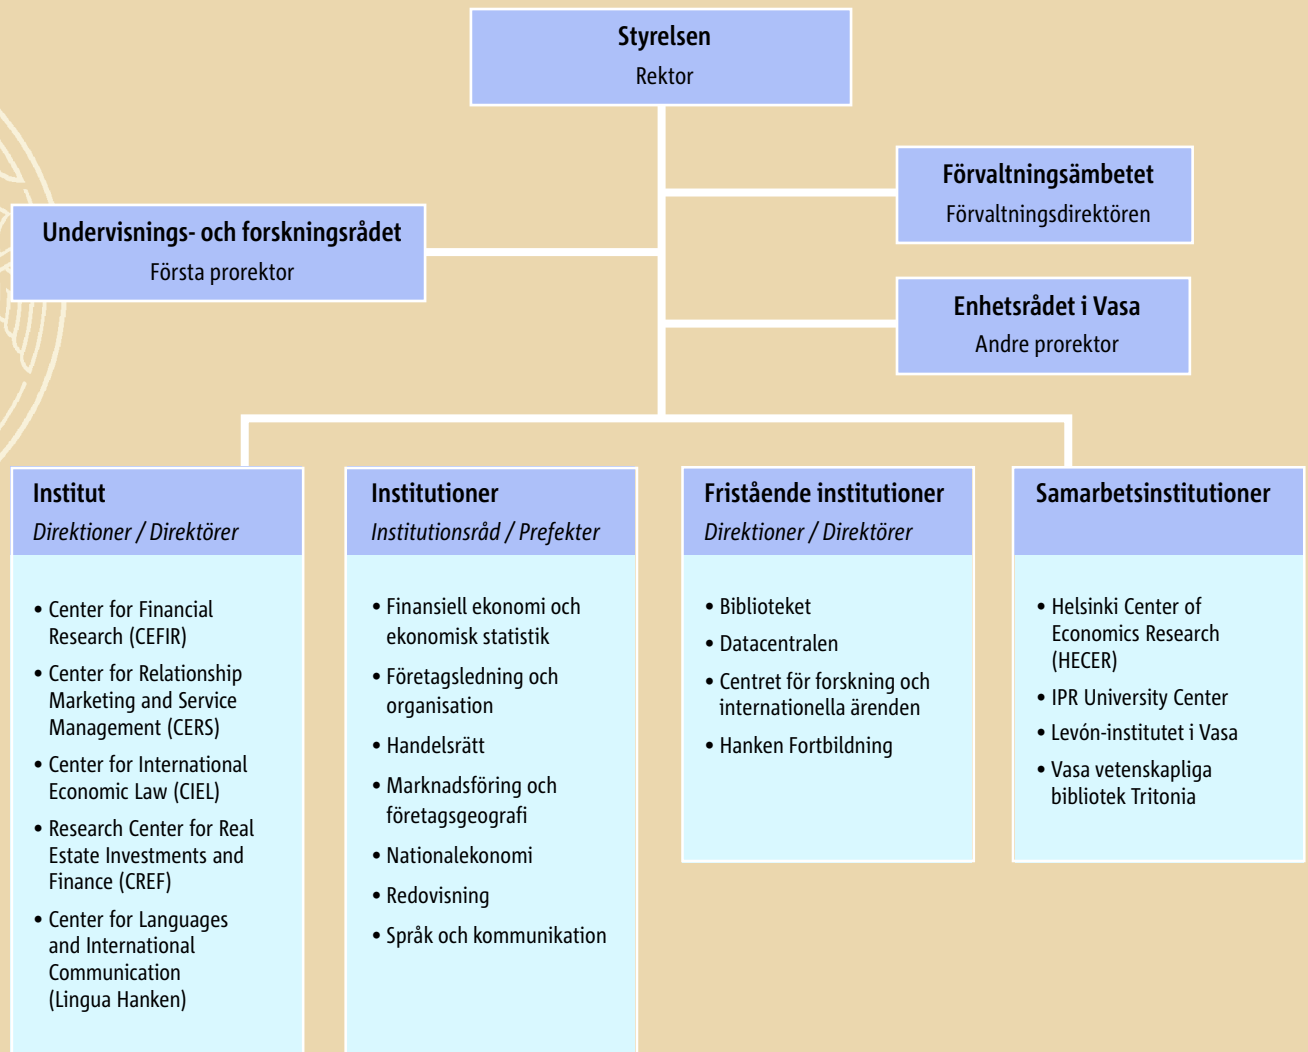 Styrelsen
Rektor
Förvaltningsämbetet
Förvaltningsdirektören
Undervisnings- och forskningsrådet
Första prorektor
Enhetsrådet i Vasa
Andre prorektor
Institut
Direktioner / Direktörer
• Center for Financial
Research (CEFIR)
• Center for Relationship
Marketing and Service
Management (CERS)
• Center for International
Economic Law (CIEL)
• Research Center for Real
Estate Investments and
Finance (CREF)
• Center for Languages
and International
Communication
(Lingua Hanken)
Institutioner
Institutionsråd / Prefekter
• Finansiell ekonomi och
ekonomisk statistik
• Företagsledning och
organisation
• Handelsrätt
• Marknadsföring och
företagsgeografi
• Nationalekonomi
• Redovisning
• Språk och kommunikation
Fristående institutioner
Direktioner / Direktörer
• Biblioteket
• Datacentralen
• Centret för forskning och
internationella ärenden
• Hanken Fortbildning
Samarbetsinstitutioner
• Helsinki Center of
Economics Research
(HECER)
• IPR University Center
• Levón-institutet i Vasa
• Vasa vetenskapliga
bibliotek Tritonia